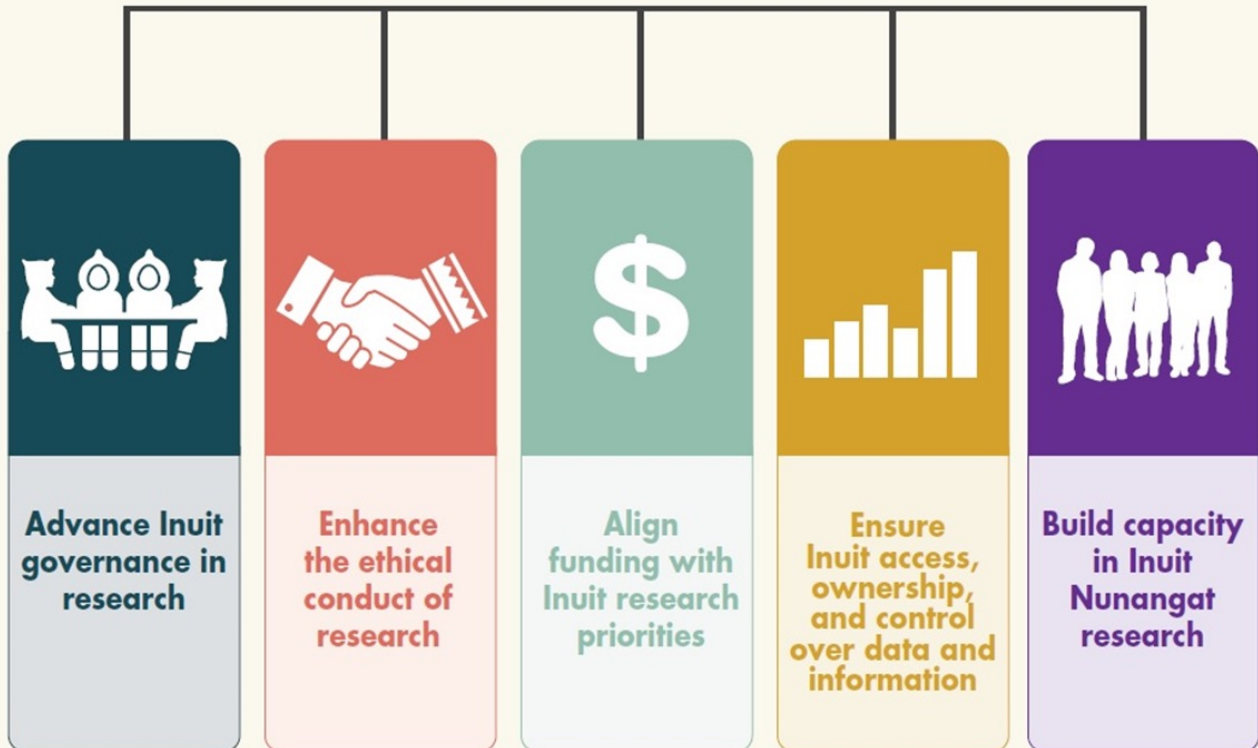 Advance Inuit
governance in
research
Enhance
the ethical
conduct of
research
Align
funding with
Inuit research
priorities
Ensure
Inuit access,
ownership,
and control
over data and
information
Build capacity
in Inuit
Nunangat
research